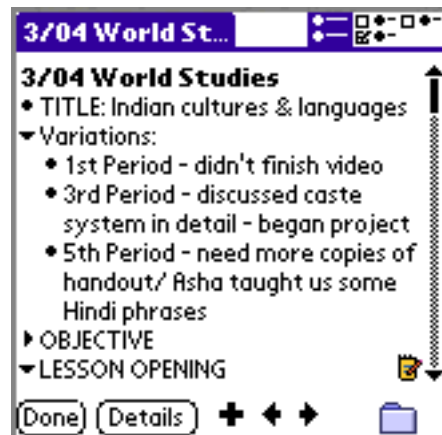 3/04 World St...
3/04 World Studies
• TITLE: Indian cultures & languages
Variations:
• 1st Period - didn't finish video
• 3rd Period - discussed caste
system in detail - began project
• 5th Period - need more copies of
handout/ Asha taught us some
Hindi phrases
OBJECTIVE
LESSON OPENING
Done Details